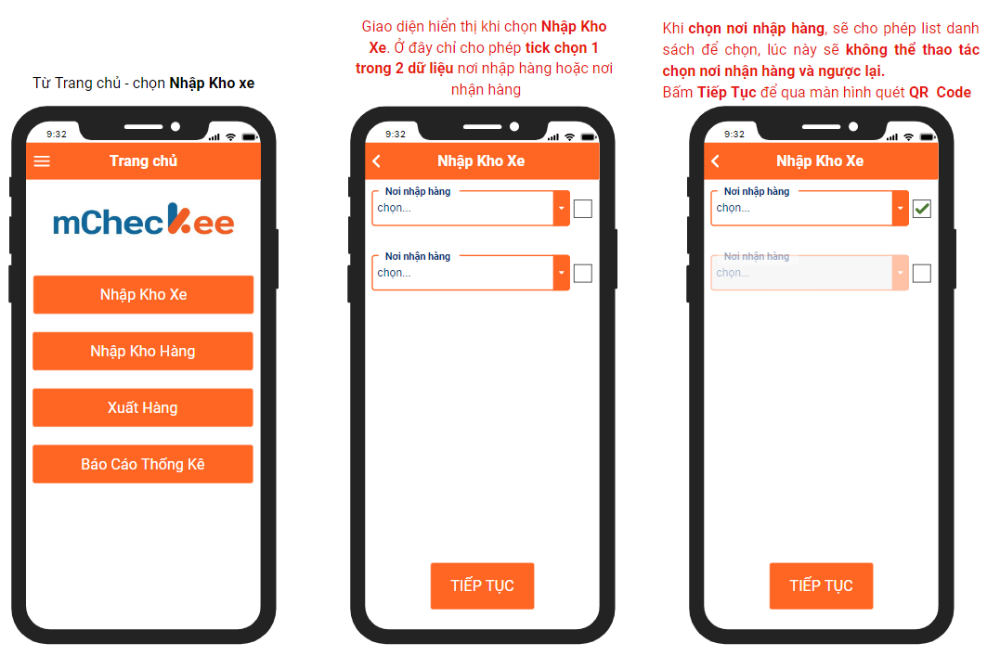 Từ Trang chủ - chọn Nhập Kho xe
9:32
Trang chủ
mCheckee
Nhập Kho Xe
Nhập Kho Hàng
Xuất Hàng
Báo Cáo Thống Kê
Giao diện hiển thị khi chọn Nhập Kho
Xe. Ở đây chỉ cho phép tick chọn 1
trong 2 dữ liệu nơi nhập hàng hoặc nơi
nhận hàng
9:32
Nhập Kho Xe
Nơi nhập hàng
chọn...
Nơi nhận hàng
chọn...
TIẾP TỤC
Khi chọn nơi nhập hàng, sẽ cho phép list danh
sách để chọn, lúc này sẽ không thể thao tác
chọn nơi nhận hàng và ngược lại.
Bấm Tiếp Tục để qua màn hình quét QR Code
9:32
Nhập Kho Xe
Nơi nhập hàng
chọn...
Nơi nhận hàng
chọn...
TIẾP TỤC